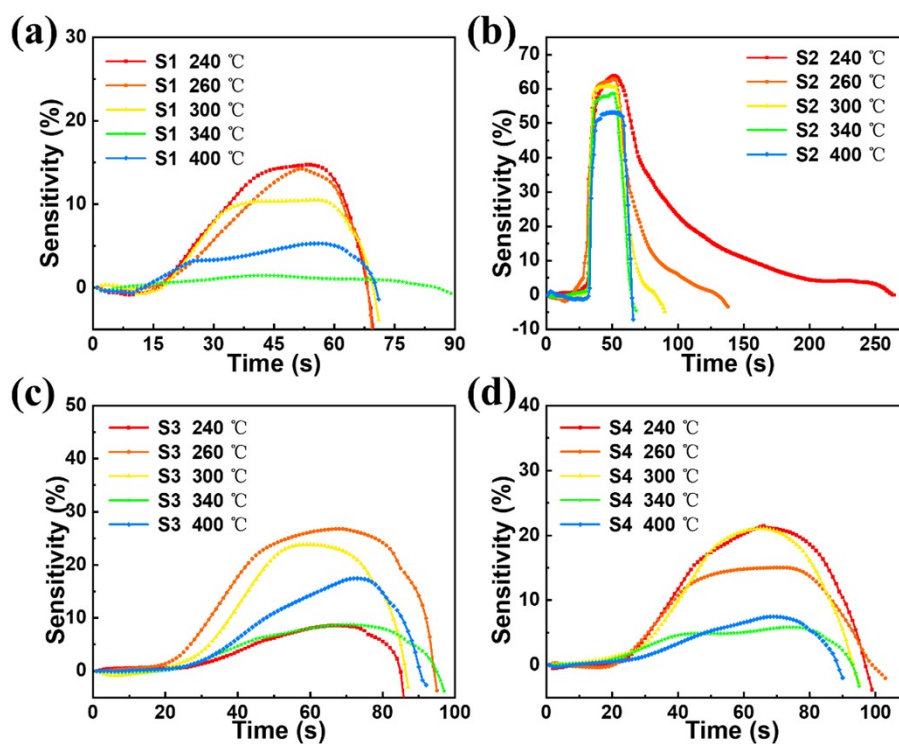 (a)
30
20
10
0
Sensitivity (%)
S1 240 ℃
S1 260 ℃
S1 300 ℃
S1 340 ℃
S1 400 ℃
0 15 30 45 60 75 90
Time (s)
(b)
70
60
50
40
30
20
10
0
-10
Sensitivity (%)
S2 240 ℃
S2 260 ℃
S2 300 ℃
S2 340 ℃
S2 400 ℃
0 50 100 150 200 250
Time (s)
(c)
50
40
30
20
10
0
Sensitivity (%)
S3 240 ℃
S3 260 ℃
S3 300 ℃
S3 340 ℃
S3 400 ℃
0 20 40 60 80 100
Time (s)
(d)
40
30
20
10
0
Sensitivity (%)
S4 240 ℃
S4 260 ℃
S4 300 ℃
S4 340 ℃
S4 400 ℃
0 20 40 60 80 100
Time (s)